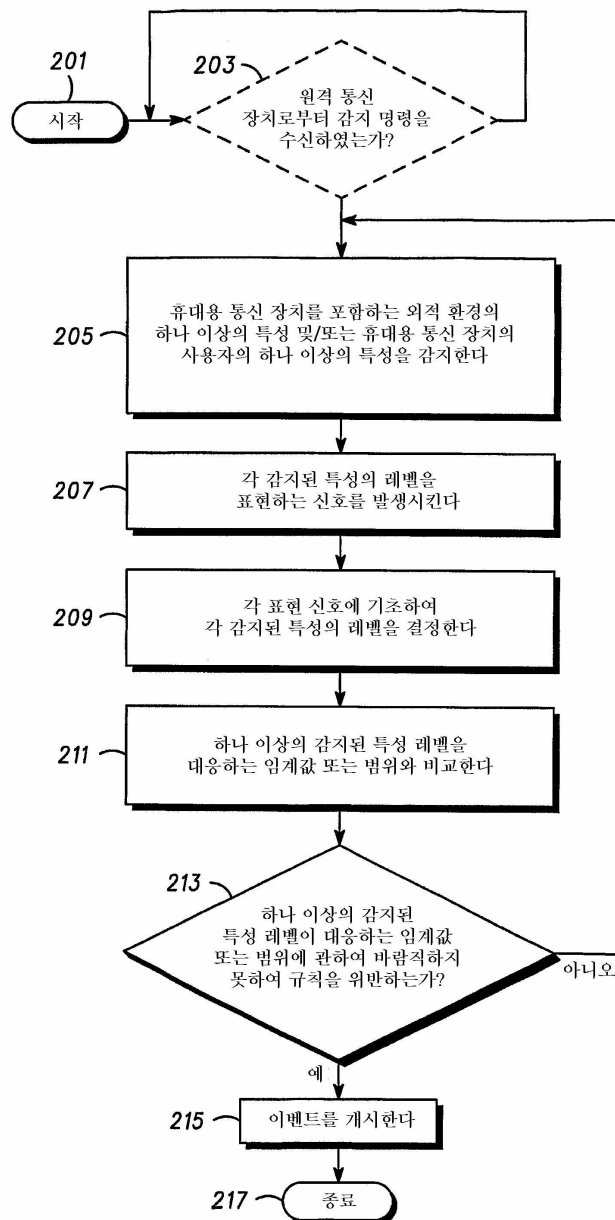 201
시작
203
원격 통신
장치로부터 감지 명령을
수신하였는가?
205
휴대용 통신 장치를 포함하는 외적 환경의
하나 이상의 특성 및/또는 휴대용 통신 장치의
사용자의 하나 이상의 특성을 감지한다
207
각 감지된 특성의 레벨을
표현하는 신호를 발생시킨다
209
각 표현 신호에 기초하여
각 감지된 특성의 레벨을 결정한다
211
하나 이상의 감지된 특성 레벨을
대응하는 임계값 또는 범위와 비교한다
213
하나 이상의 감지된
특성 레벨이 대응하는 임계값
또는 범위에 관하여 바람직하지
못하여 규칙을 위반하는가?
아니오
예
215
이벤트를 개시한다
217
종료